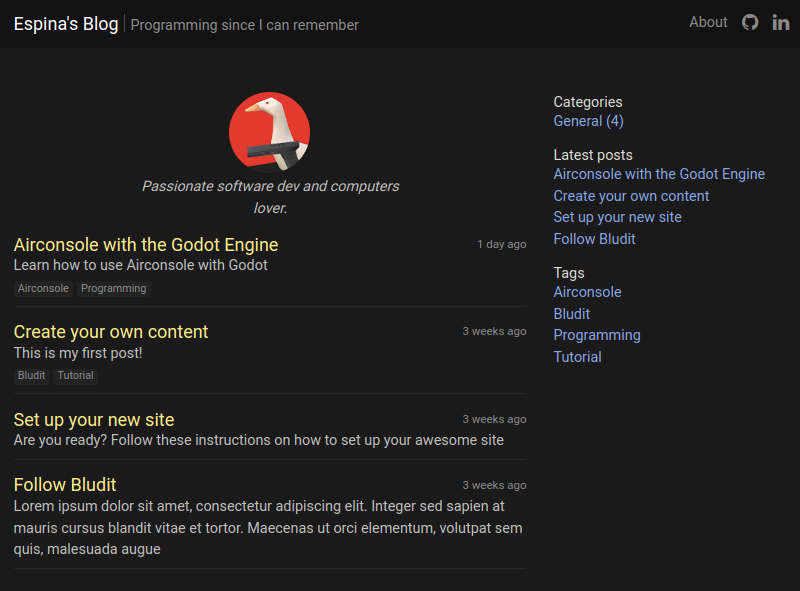 Espina's Blog
Programming since I can remember
About
Passionate software dev and computers
lover.
Airconsole with the Godot Engine
1 day ago
Learn how to use Airconsole with Godot
Airconsole
Programming
Create your own content
3 weeks ago
This is my first post!
Bludit
Tutorial
Set up your new site
3 weeks ago
Are you ready? Follow these instructions on how to set up your awesome site
Follow Bludit
3 weeks ago
Lorem ipsum dolor sit amet, consectetur adipiscing elit. Integer sed sapien at
mauris cursus blandit vitae et tortor. Maecenas ut orci elementum, volutpat sem
quis, malesuada augue
Categories
General (4)
Latest posts
Airconsole with the Godot Engine
Create your own content
Set up your new site
Follow Bludit
Tags
Airconsole
Bludit
Programming
Tutorial